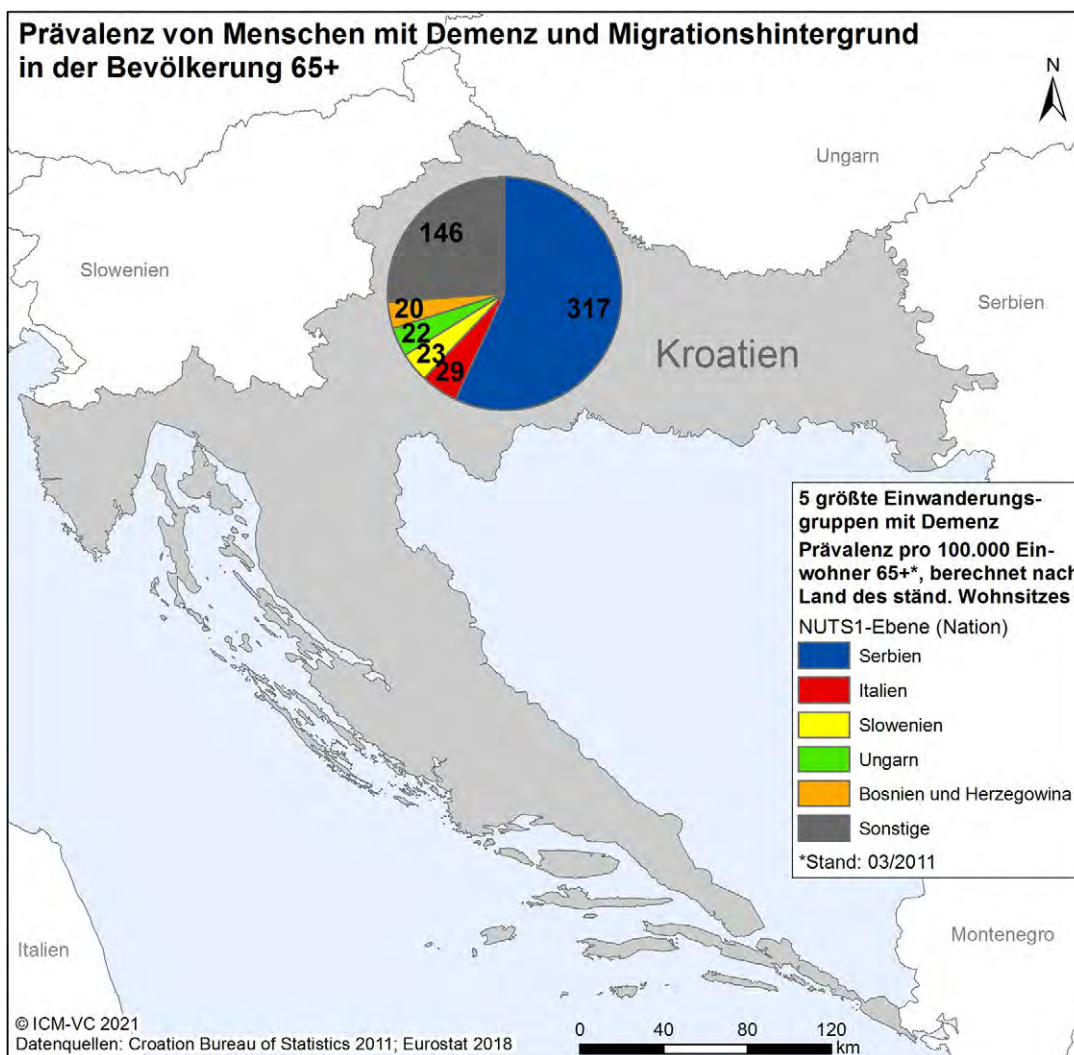 Prävalenz von Menschen mit Demenz und Migrationshintergrund
in der Bevölkerung 65+
N
Ungarn
Slowenien
Serbien
Kroatien
146
317
20
22
23
29
5 größte Einwanderungs-
gruppen mit Demenz
Prävalenz pro 100.000 Ein-
wohner 65+*, berechnet nach
Land des ständ. Wohnsitzes
NUTS1-Ebene (Nation)
Serbien
Italien
Slowenien
Ungarn
Bosnien und Herzegowina
Sonstige
*Stand: 03/2011
Italien
Montenegro
© ICM-VC 2021
Datenquellen: Croation Bureau of Statistics 2011; Eurostat 2018
0 40 80 120
km